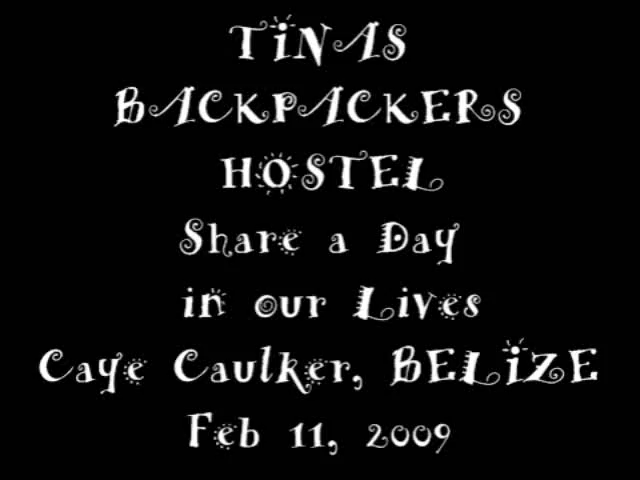 TiNAS
BACKPACKERS
HOSTEL
Share a Day
in our Lives
Caye Caulker, BELiZE
Feb 11, 2009